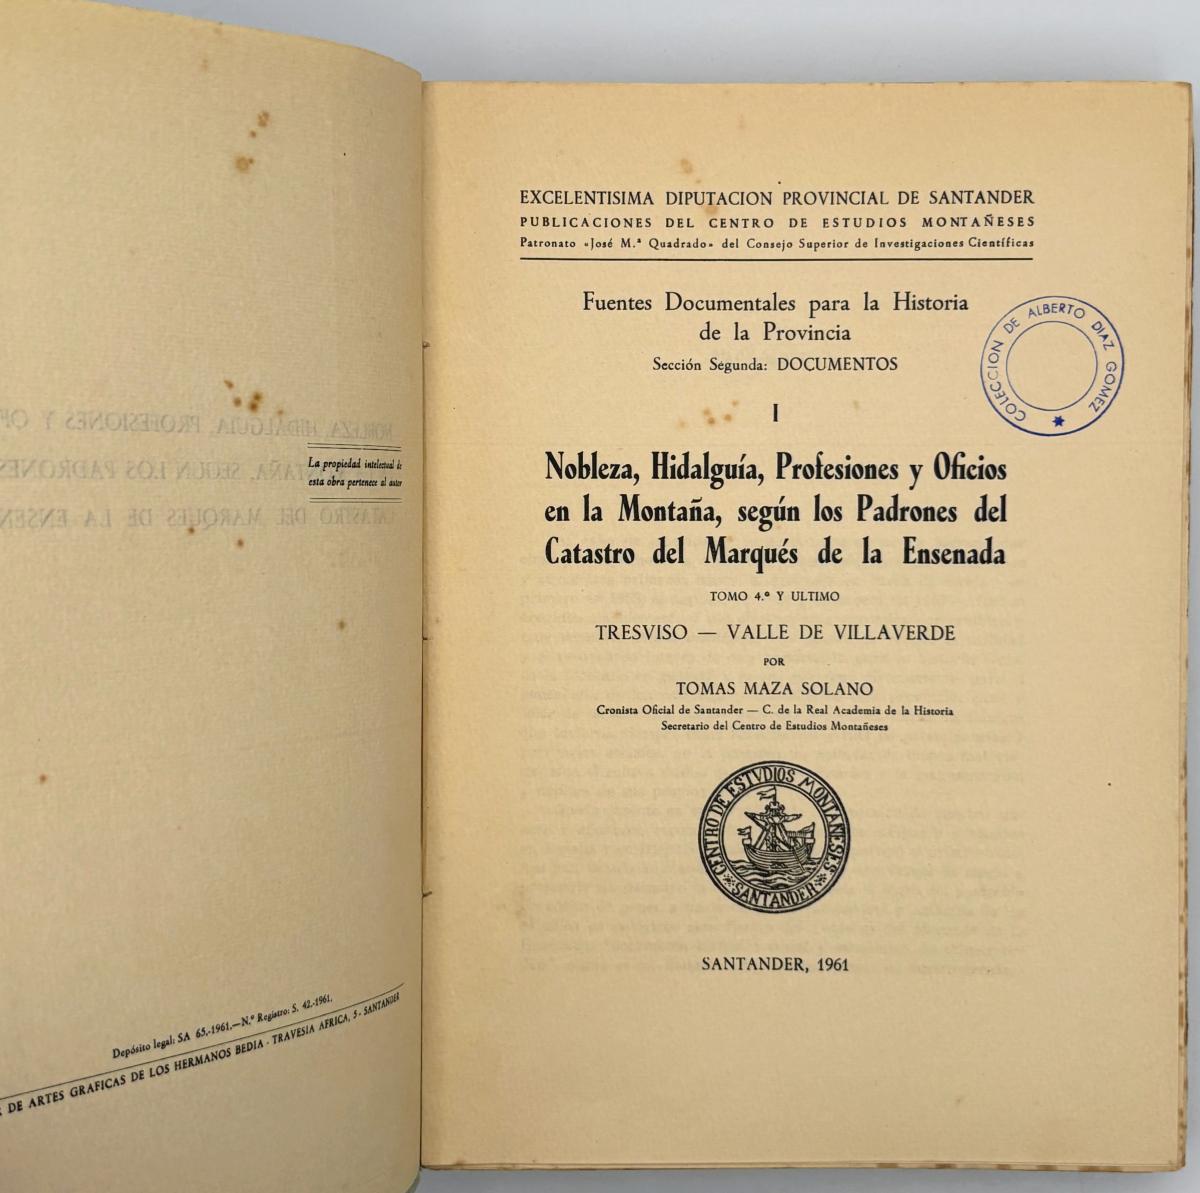 La propiedad intelectual de
esta obra pertenece al autor
Depósito legal: SA 65.-1961.—N.º Registro: S. 42.-1961.
DE ARTES GRAFICAS DE LOS HERMANOS BEDIA - TRAVESIA AFRICA, 5 - SANTANDER
EXCELENTISIMA DIPUTACION PROVINCIAL DE SANTANDER
PUBLICACIONES DEL CENTRO DE ESTUDIOS MONTAÑESES
Patronato «José M.ª Quadrado» del Consejo Superior de Investigaciones Científicas
Fuentes Documentales para la Historia
de la Provincia
Sección Segunda: DOCUMENTOS
COLECCION DE ALBERTO DIAZ GOMEZ
I
Nobleza, Hidalguía, Profesiones y Oficios
en la Montaña, según los Padrones del
Catastro del Marqués de la Ensenada
TOMO 4.º Y ULTIMO
TRESVISO — VALLE DE VILLAVERDE
POR
TOMAS MAZA SOLANO
Cronista Oficial de Santander — C. de la Real Academia de la Historia
Secretario del Centro de Estudios Montañeses
CENTRO DE ESTVDIOS MONTAÑESES
SANTANDER
SANTANDER, 1961